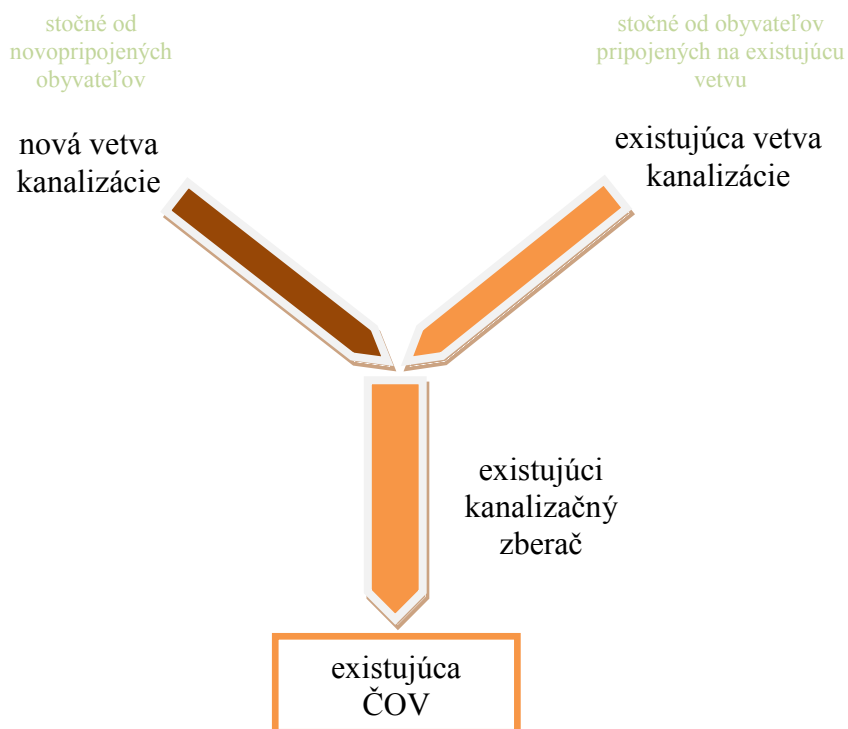 stočné od
novopripojených
obyvateľov
stočné od obyvateľov
pripojených na existujúcu
vetvu
nová vetva
kanalizácie
existujúca vetva
kanalizácie
existujúci
kanalizačný
zberač
existujúca
ČOV